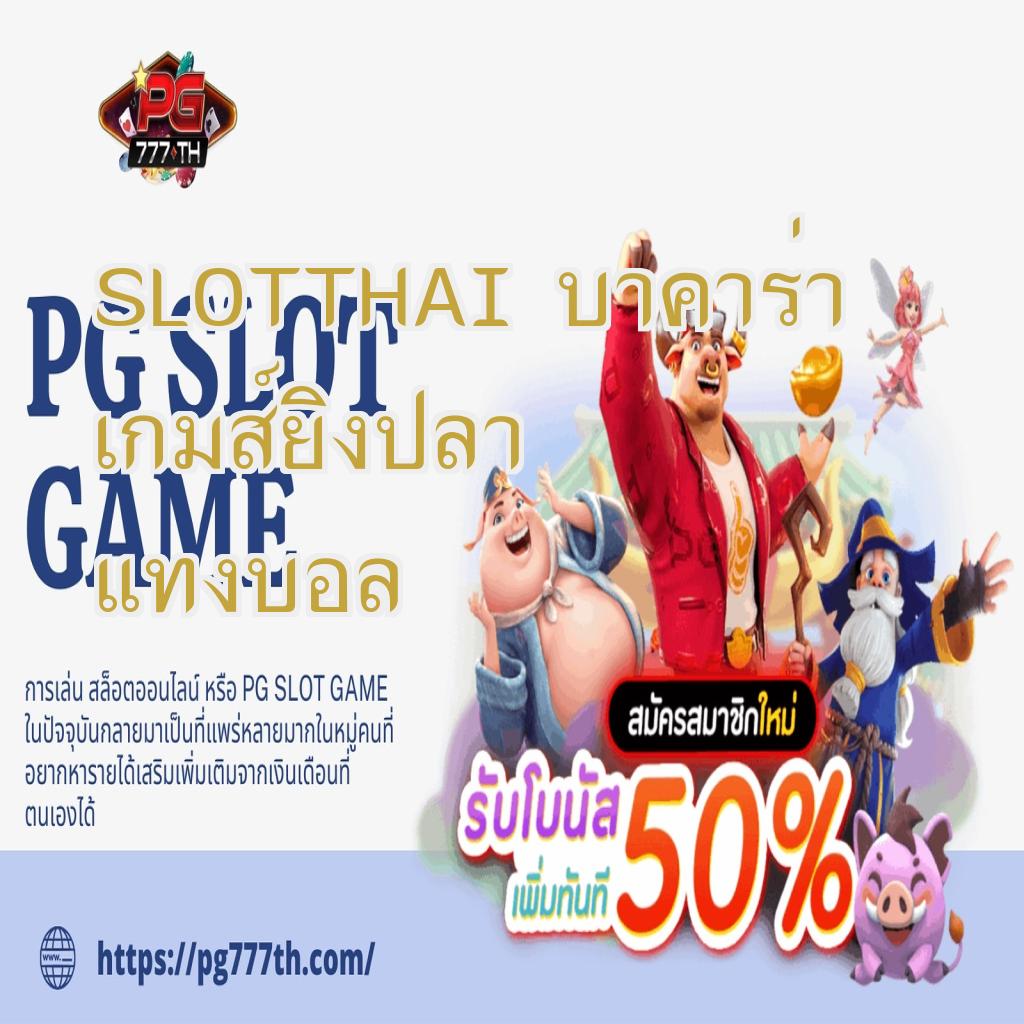 PG
777 TH
SLOTTHAI บาคาร่า
PG SLOT
เกมส์ยิงปลา
GAME
แทงบอล
การเล่น สล็อตออนไลน์ หรือ PG SLOT GAME
ในปัจจุบันกลายมาเป็นที่แพร่หลายมากในหมู่คนที่
อยากหารายได้เสริมเพิ่มเติมจากเงินเดือนที่
ตนเองได้
สมัครสมาชิกใหม่
รับโบนัส
50%
เพิ่มทันที
www.
https://pg777th.com/